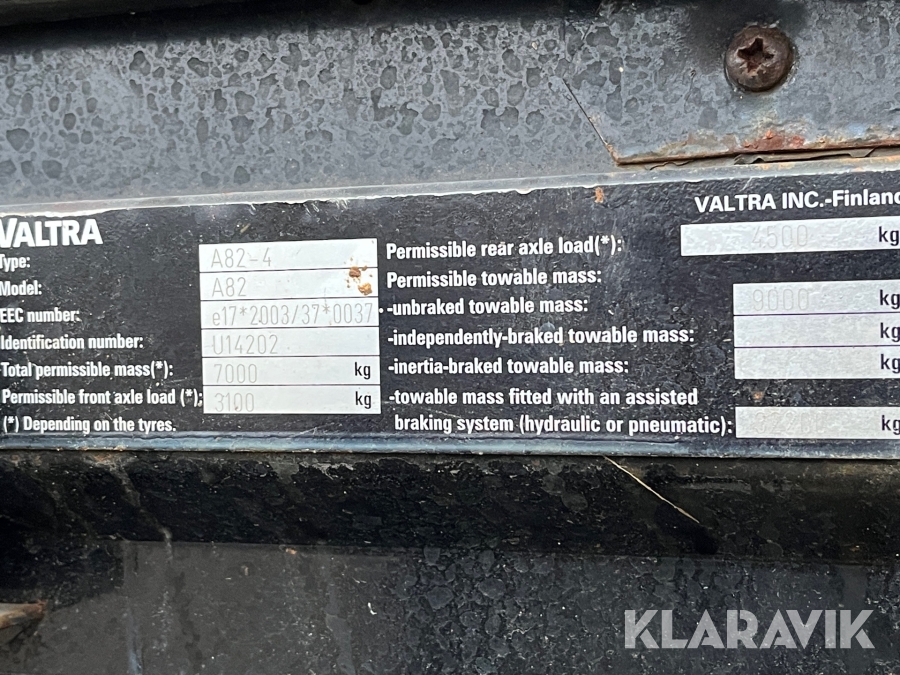 VALTRA
VALTRA INC.-Finland
Type: A82-4
Model: A82
EEC number: e17*2003/37*0037
Identification number: U14202
Total permissible mass(*): 7000 kg
Permissible front axle load (*): 3100 kg
(*) Depending on the tyres.
Permissible rear axle load(*): 4500 kg
Permissible towable mass:
-unbraked towable mass: 9000 kg
-independently-braked towable mass: kg
-inertia-braked towable mass: kg
-towable mass fitted with an assisted
braking system (hydraulic or pneumatic): kg
KLARAVIK